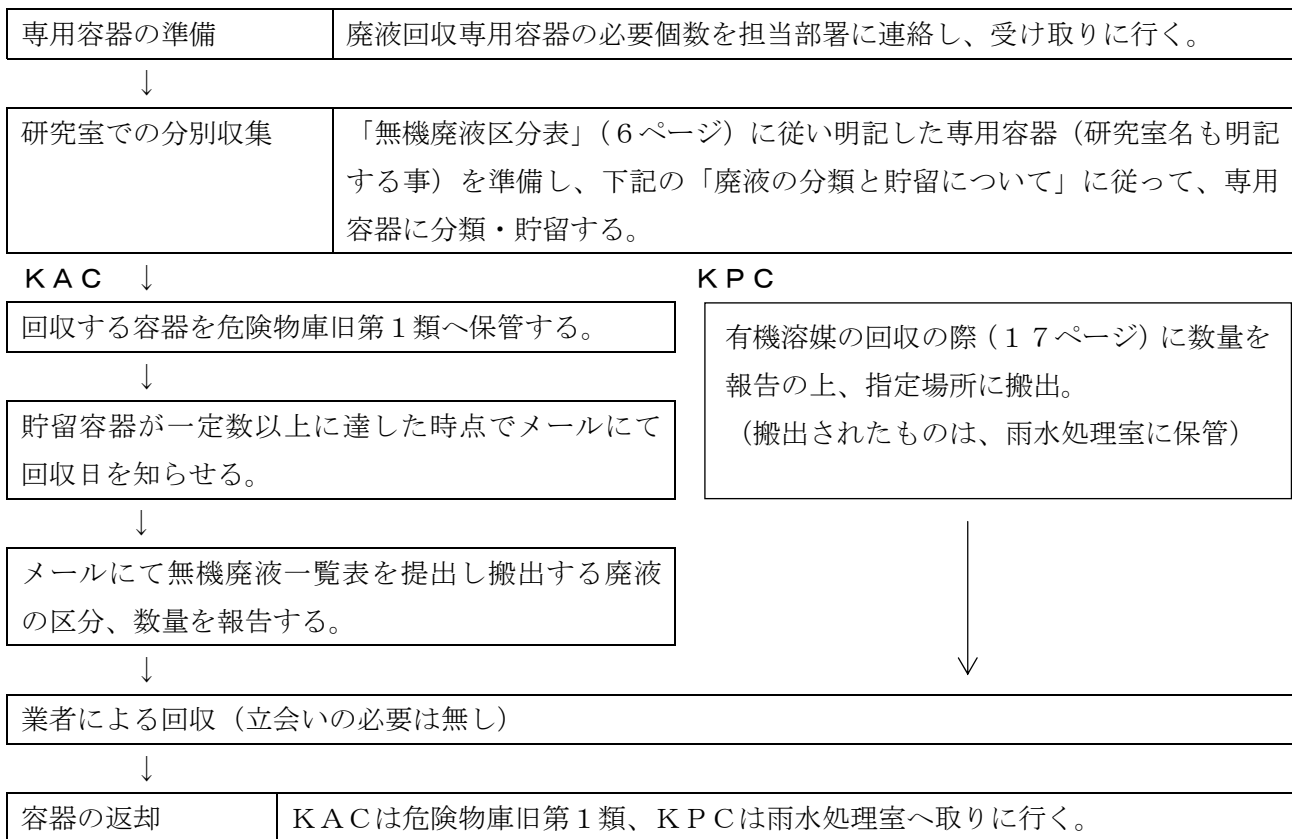 専用容器の準備 廃液回収専用容器の必要個数を担当部署に連絡し、受け取りに行く。
↓
研究室での分別収集 「無機廃液区分表」(6ページ)に従い明記した専用容器(研究室名も明記
する事)を準備し、下記の「廃液の分類と貯留について」に従って、専用
容器に分類・貯留する。
KAC ↓
回収する容器を危険物庫旧第1類へ保管する。
↓
貯留容器が一定数以上に達した時点でメールにて
回収日を知らせる。
↓
メールにて無機廃液一覧表を提出し搬出する廃液
の区分、数量を報告する。
↓
KPC
有機溶媒の回収の際(17ページ)に数量を
報告の上、指定場所に搬出。
(搬出されたものは、雨水処理室に保管)
業者による回収(立会いの必要は無し)
↓
容器の返却 KACは危険物庫旧第1類、KPCは雨水処理室へ取りに行く。